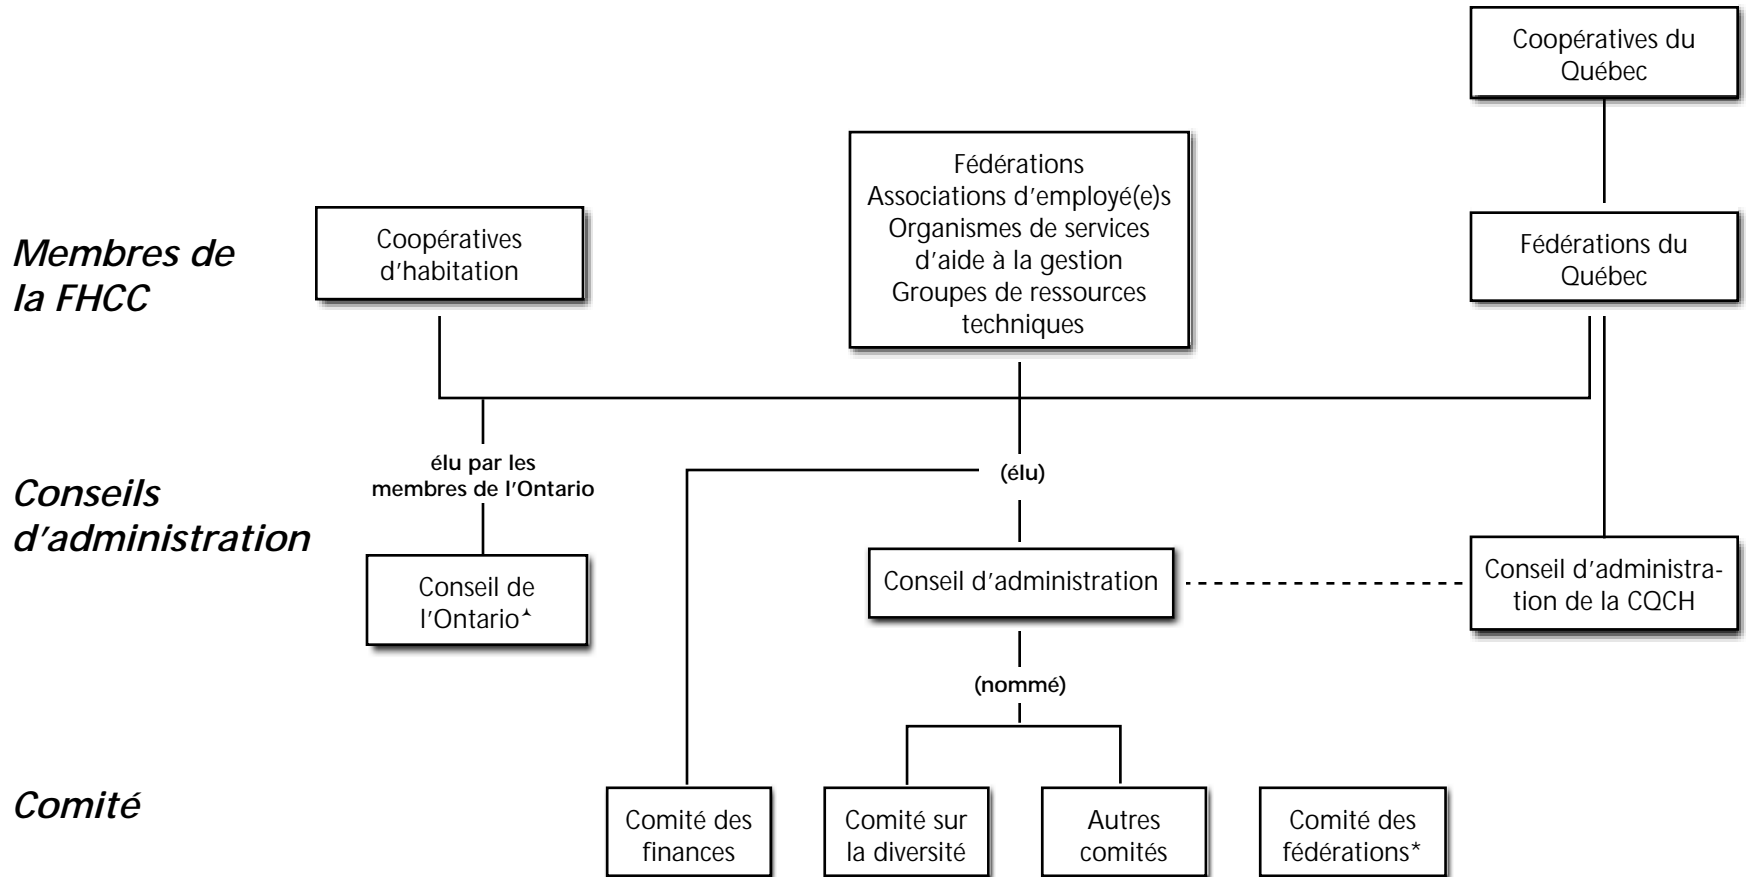 Coopératives du
Québec
Fédérations
Associations d'employé(e)s
Organismes de services
d'aide à la gestion
Groupes de ressources
techniques
Membres de
la FHCC
Coopératives
d'habitation
Fédérations du
Québec
élu par les
membres de l'Ontario
(élu)
Conseils
d'administration
Conseil de
l'Ontario▲
Conseil d'administration
Conseil d'administra-
tion de la CQCH
(nommé)
Comité
Comité des
finances
Comité sur
la diversité
Autres
comités
Comité des
fédérations*